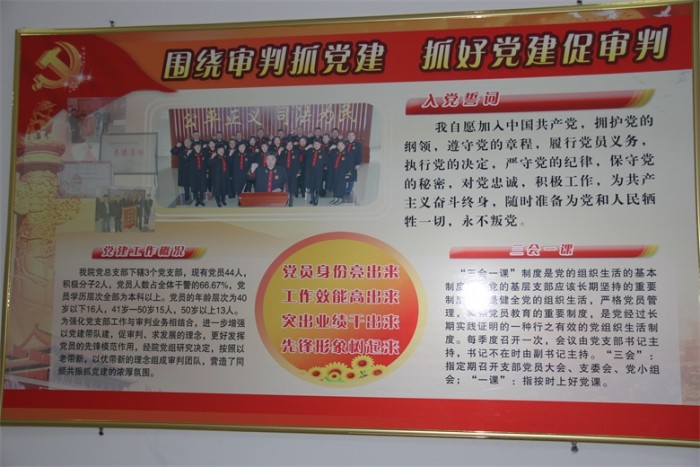 围绕审判抓党建 抓好党建促审判
公平正义 司法为民
入党誓词
我自愿加入中国共产党，拥护党的
纲领，遵守党的章程，履行党员义务，
执行党的决定，严守党的纪律，保守党
的秘密，对党忠诚，积极工作，为共产
主义奋斗终身，随时准备为党和人民牺
牲一切，永不叛党。
党建工作概况
我院党总支部下辖3个党支部，现有党员44人，
积极分子2人，党员人数占全体干警的66.67%，党
员学历层次全部为本科以上。党员的年龄层次为40
岁以下16人，41岁—50岁15人，50岁以上13人。
为强化党支部工作与审判业务相结合，进一步增强
以党建带队建，促审判，求发展的理念，更好发挥
党员的先锋模范作用，经院党组研究决定，按照以
老带新，以优带新的理念组成审判团队，营造了同
频共振抓党建的浓厚氛围。
党员身份亮出来
工作效能高出来
突出业绩干出来
先锋形象树起来
三会一课
“三会一课”制度是党的组织生活的基本
制度，是党的基层支部应该长期坚持的重要
制度，也是健全党的组织生活，严格党员管
理，加强党员教育的重要制度，是党经过长
期实践证明的一种行之有效的党组织生活制
度。每季度召开一次，会议由党支部书记主
持，书记不在时由副书记主持。“三会”：
指定期召开支部党员大会、支委会、党小组
会；“一课”：指按时上好党课。